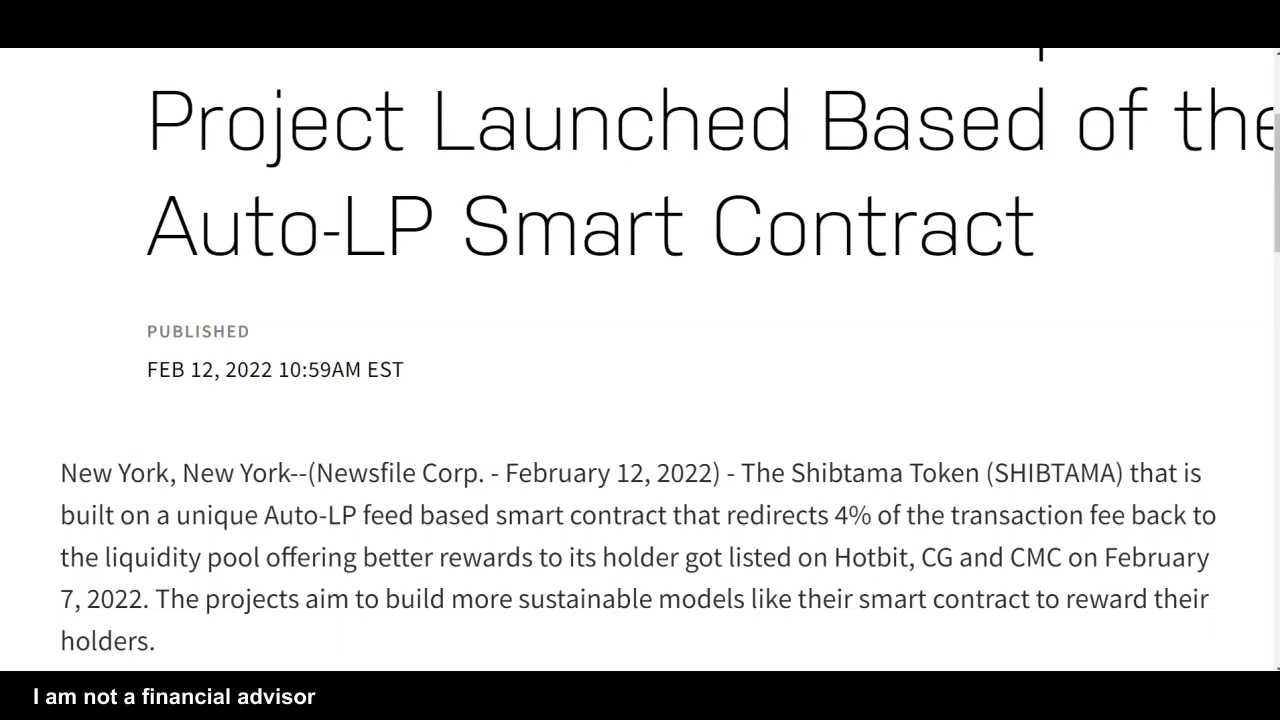 Project Launched Based of the
Auto-LP Smart Contract
PUBLISHED
FEB 12, 2022 10:59AM EST
New York, New York--(Newsfile Corp. - February 12, 2022) - The Shibtama Token (SHIBTAMA) that is
built on a unique Auto-LP feed based smart contract that redirects 4% of the transaction fee back to
the liquidity pool offering better rewards to its holder got listed on Hotbit, CG and CMC on February
7, 2022. The projects aim to build more sustainable models like their smart contract to reward their
holders.
I am not a financial advisor